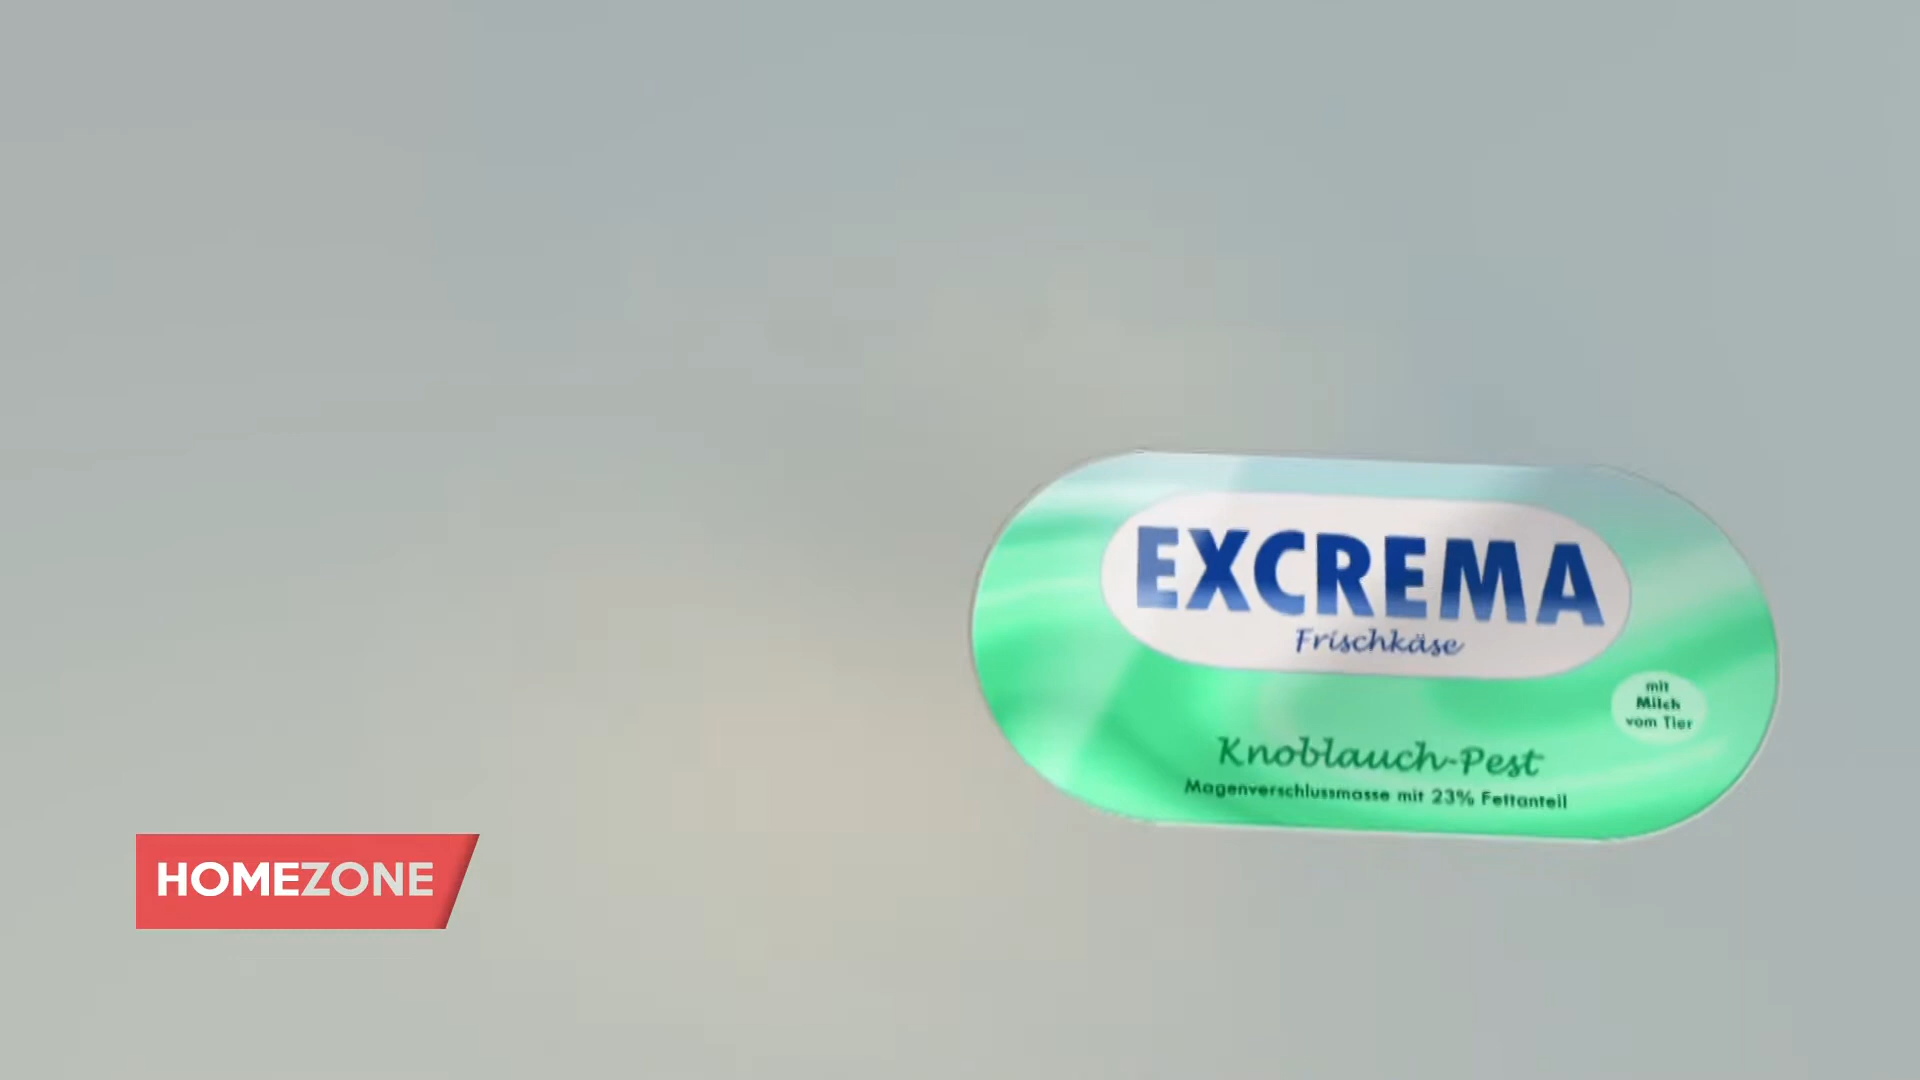 EXCREMA
Frischkäse
mit
Milch
vom Tier
Knoblauch-Pest
Magenverschlussmasse mit 23% Fettanteil
HOMEZONE